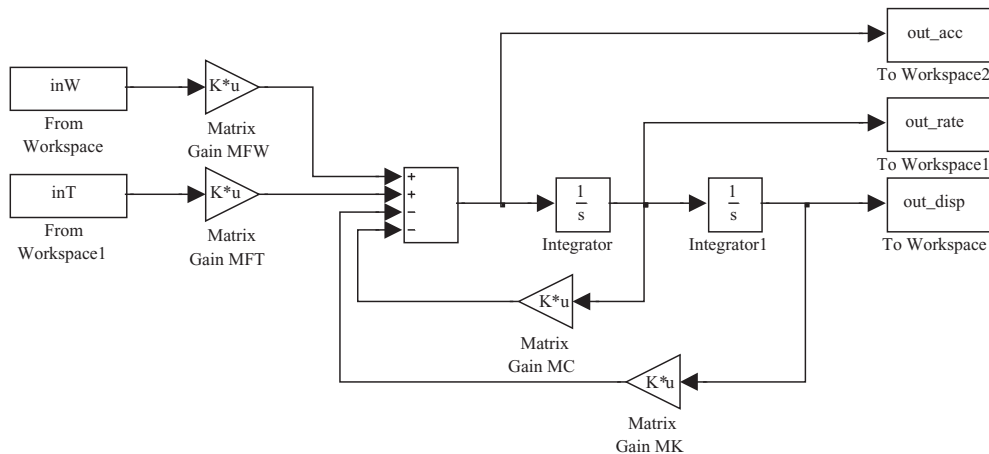 out_acc
To Workspace2
inW
From
Workspace
K*u
Matrix
Gain MFW
out_rate
To Workspace1
inT
From
Workspace1
K*u
Matrix
Gain MFT
+
+
−
−
1
s
Integrator
1
s
Integrator1
out_disp
To Workspace
K*u
Matrix
Gain MC
K*u
Matrix
Gain MK